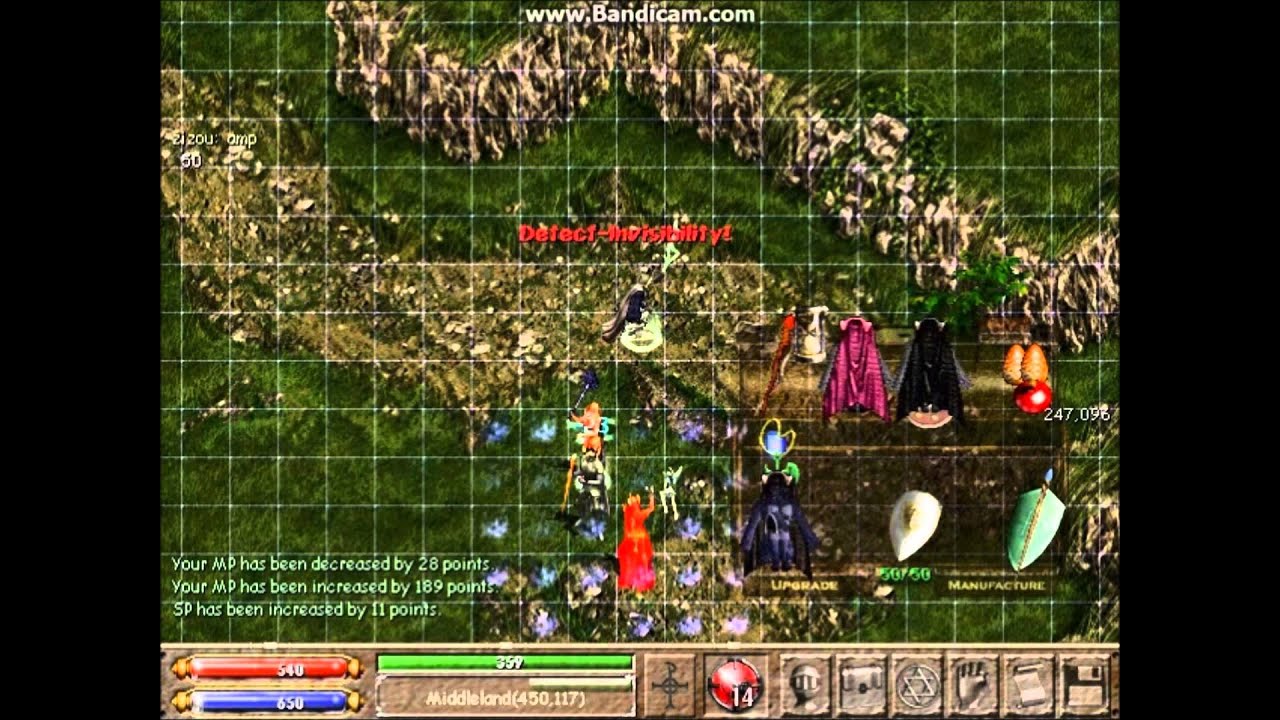 www.Bandicam.com
zizou: omp
50
Detect-Invisibility!
247,096
UPGRADE
50/50
MANUFACTURE
Your MP has been decreased by 28 points.
Your MP has been increased by 189 points.
SP has been increased by 11 points.
540
359
14
650
Middleland(450,117)